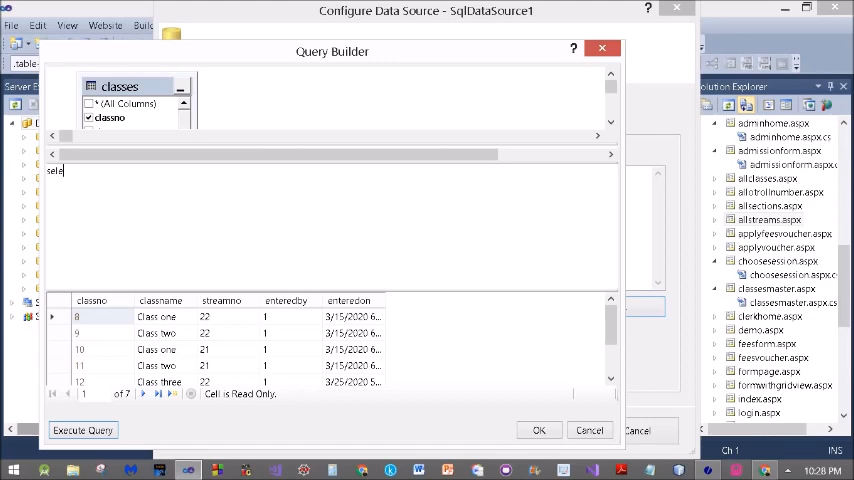 Configure Data Source - SqlDataSource1
File Edit View Website Buil
Query Builder
.table-
Server E
classes
* (All Columns)
classno
sele
classno classname streamno enteredby enteredon
8 Class one 22 1 3/15/2020 6...
9 Class two 22 1 3/15/2020 6...
10 Class one 21 1 3/15/2020 6...
11 Class two 21 1 3/15/2020 6...
12 Class three 22 1 3/25/2020 5...
1 of 7 Cell is Read Only.
Execute Query OK Cancel
Cancel
olution Explorer
adminhome.aspx
adminhome.aspx.cs
admissionform.aspx
admissionform.aspx.c
allclasses.aspx
allotrollnumber.aspx
allsections.aspx
allstreams.aspx
applyfeesvoucher.aspx
applyvoucher.aspx
choosesession.aspx
choosesession.aspx.c
classesmaster.aspx
classesmaster.aspx.cs
clerkhome.aspx
demo.aspx
feesform.aspx
feesvoucher.aspx
formpage.aspx
formwithgridview.aspx
index.aspx
login.aspx
Ch 1 INS
10:28 PM